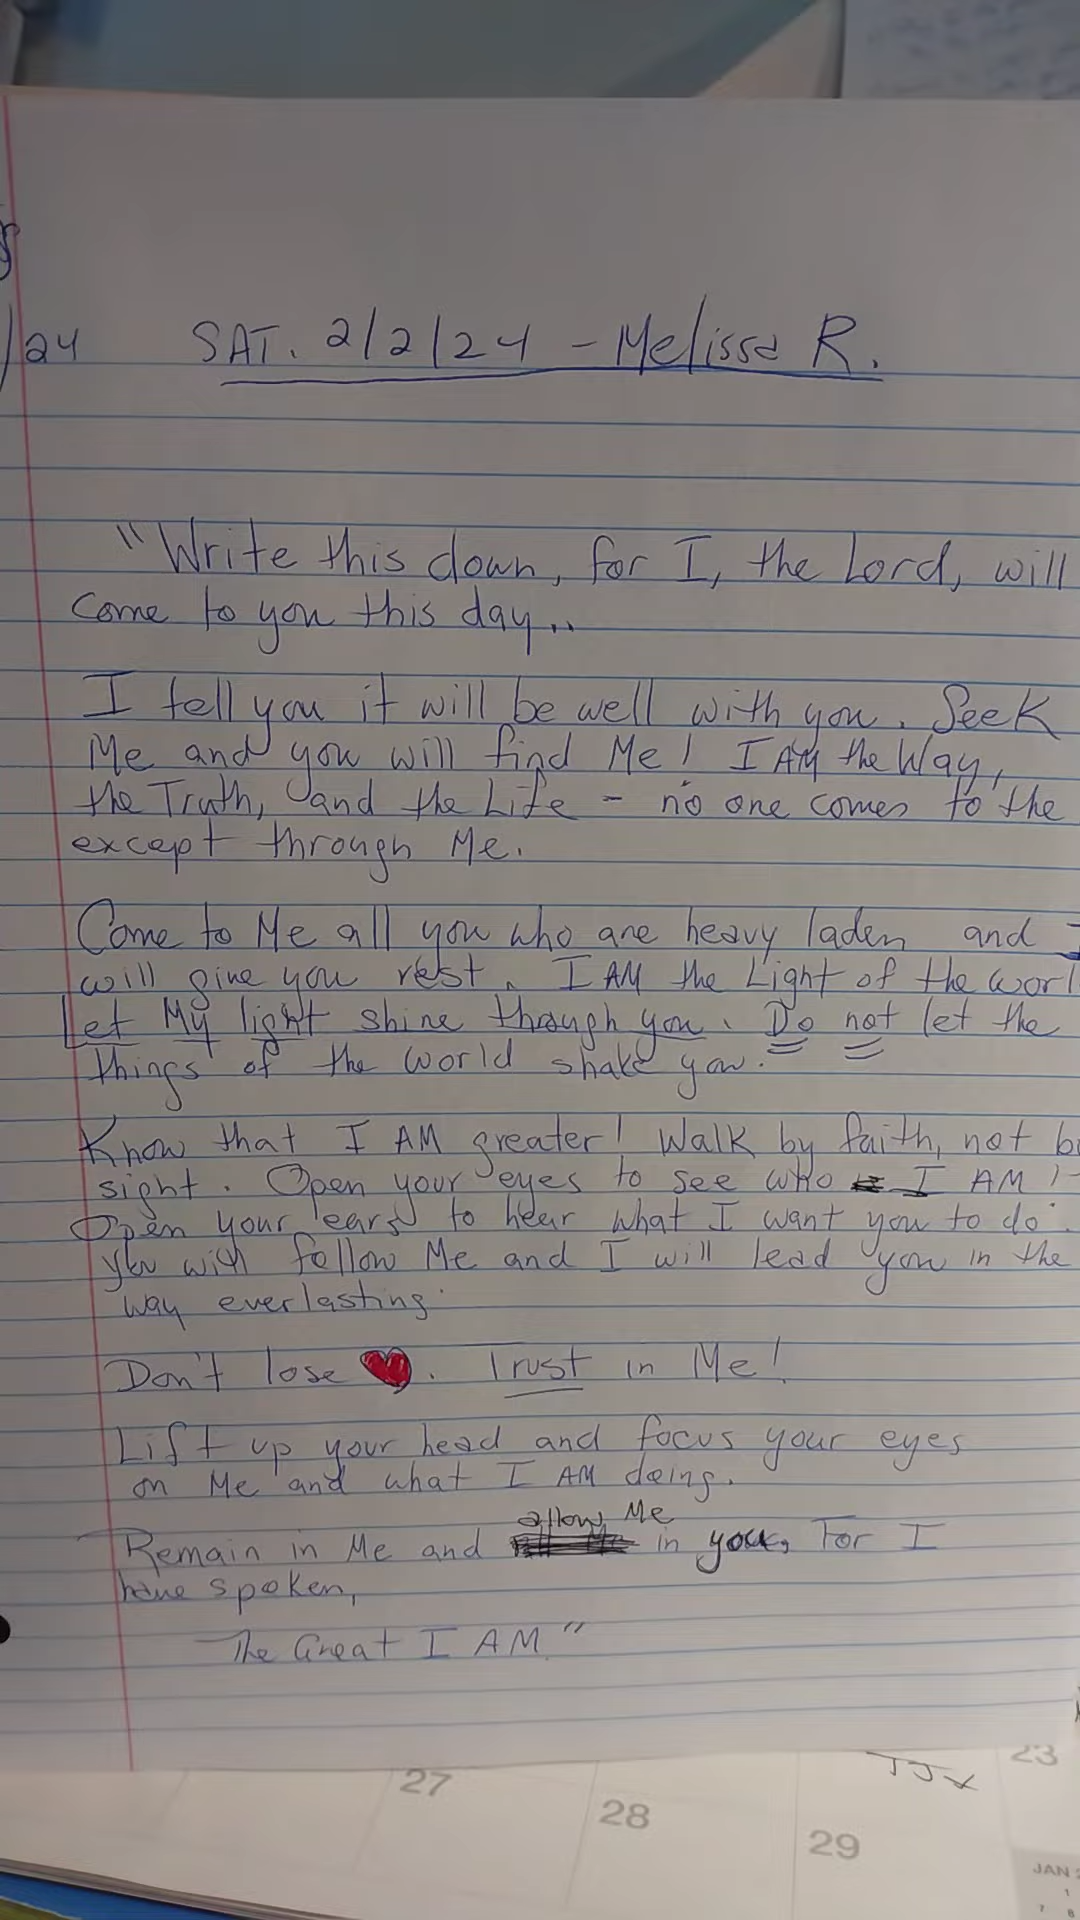 /24 SAT. 2/2/24 - Melissa R.
"Write this down, for I, the Lord, will
come to you this day..
I tell you it will be well with you. Seek
Me and you will find Me! I AM the Way,
the Truth, and the Life - no one comes to the
except through Me.
Come to Me all you who are heavy laden and I
will give you rest. I AM the Light of the worl
Let My light shine through you. Do not let the
things of the world shake you.
Know that I AM greater! Walk by faith, not b
sight. Open your eyes to see who I AM!
Open your ears to hear what I want you to do.
you will follow Me and I will lead you in the
way everlasting.
Don't lose ❤. Trust in Me!
Lift up your head and focus your eyes
on Me and what I AM doing.
allow Me
Remain in Me and in you, For I
have spoken,
The Great I AM"
27
28
29
TJX
23
JAN
1
7 8